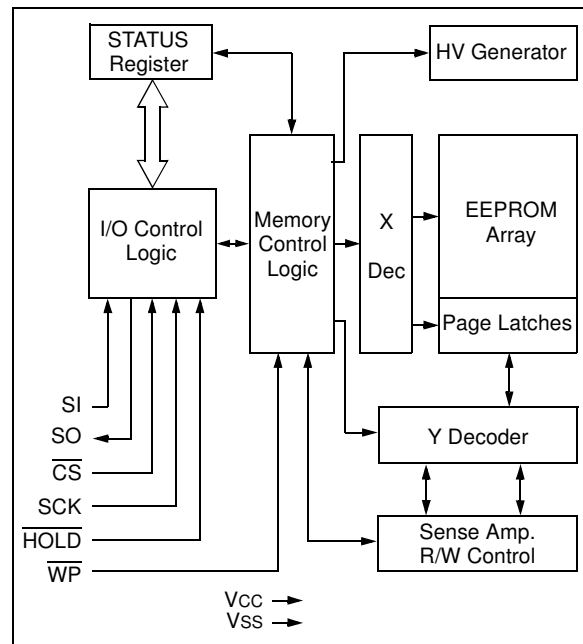 STATUS
Register
HV Generator
I/O Control
Logic
Memory
Control
Logic
X
Dec
EEPROM
Array
Page Latches
SI
SO
CS
SCK
HOLD
WP
Y Decoder
Sense Amp.
R/W Control
VCC
VSS